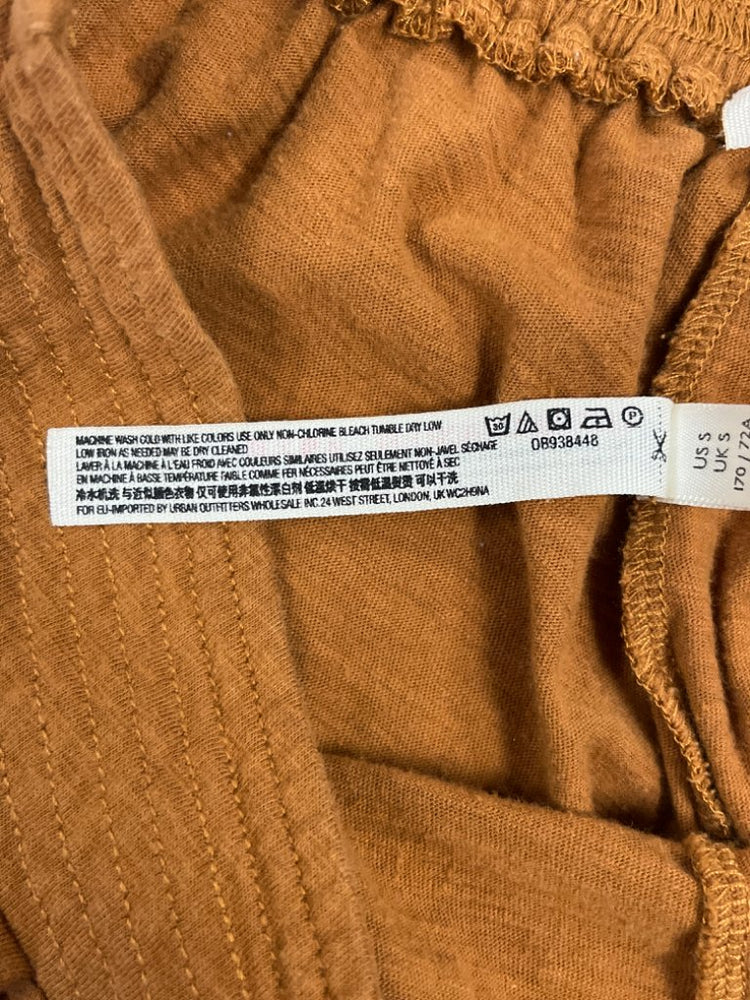 MACHINE WASH COLD WITH LIKE COLORS USE ONLY NON-CHLORINE BLEACH TUMBLE DRY LOW
LOW IRON AS NEEDED MAY BE DRY CLEANED
LAVER À LA MACHINE À L'EAU FROID AVEC COULEURS SIMILAIRES UTILISEZ SEULEMENT NON-JAVEL SÉCHAGE
EN MACHINE À BASSE TEMPÉRATURE FAIBLE COMME FER NÉCESSAIRES PEUT ÊTRE NETTOYÉ À SEC
冷水机洗 与近似颜色衣物 仅可使用非氯性漂白剂 低温烘干 按需低温熨烫 可以干洗
FOR EU-IMPORTED BY URBAN OUTFITTERS WHOLESALE INC. 24 WEST STREET, LONDON, UK WC2H9NA
30
P
08938448
US S
UK S
170 / 72A